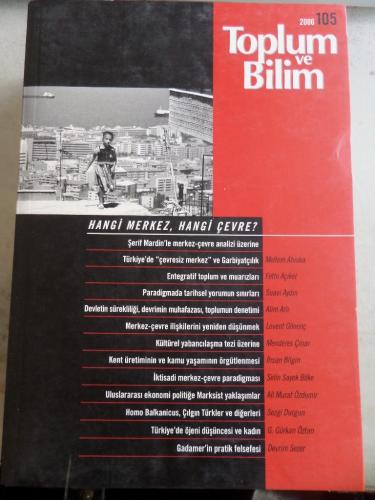 2006 105
Toplum
ve
Bilim
HANGİ MERKEZ, HANGİ ÇEVRE?
Şerif Mardin'le merkez-çevre analizi üzerine
Türkiye'de "çevresiz merkez" ve Garbiyatçılık Meltem Ahıska
Entegratif toplum ve muarızları Fethi Açıkel
Paradigmada tarihsel yorumun sınırları Suavi Aydın
Devletin sürekliliği, devrimin muhafazası, toplumun denetimi Alim Arlı
Merkez-çevre ilişkilerini yeniden düşünmek Levent Gönenç
Kültürel yabancılaşma tezi üzerine Menderes Çınar
Kent üretiminin ve kamu yaşamının örgütlenmesi İhsan Bilgin
İktisadi merkez-çevre paradigması Selin Sayek Böke
Uluslararası ekonomi politiğe Marksist yaklaşımlar Ali Murat Özdemir
Homo Balkanicus, Çılgın Türkler ve diğerleri Sezgi Durgun
Türkiye'de öjeni düşüncesi ve kadın G. Gürkan Öztan
Gadamer'in pratik felsefesi Devrim Sezer